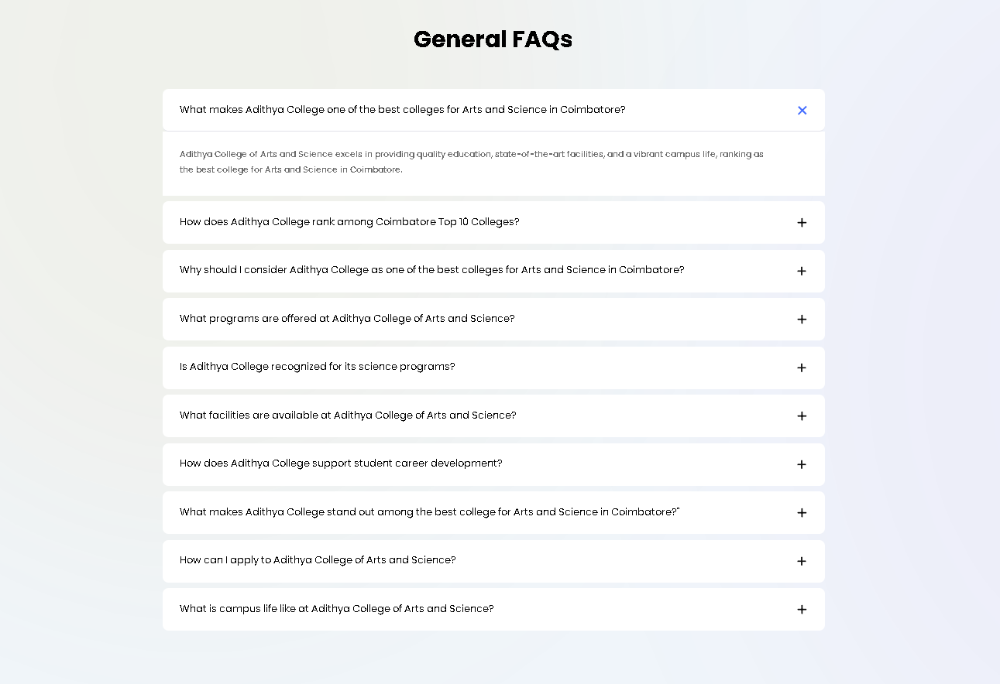 General FAQs
What makes Adithya College one of the best colleges for Arts and Science in Coimbatore?
Adithya College of Arts and Science excels in providing quality education, state-of-the-art facilities, and a vibrant campus life, ranking as
the best college for Arts and Science in Coimbatore.
How does Adithya College rank among Coimbatore Top 10 Colleges?
Why should I consider Adithya College as one of the best colleges for Arts and Science in Coimbatore?
What programs are offered at Adithya College of Arts and Science?
Is Adithya College recognized for its science programs?
What facilities are available at Adithya College of Arts and Science?
How does Adithya College support student career development?
What makes Adithya College stand out among the best college for Arts and Science in Coimbatore?"
How can I apply to Adithya College of Arts and Science?
What is campus life like at Adithya College of Arts and Science?